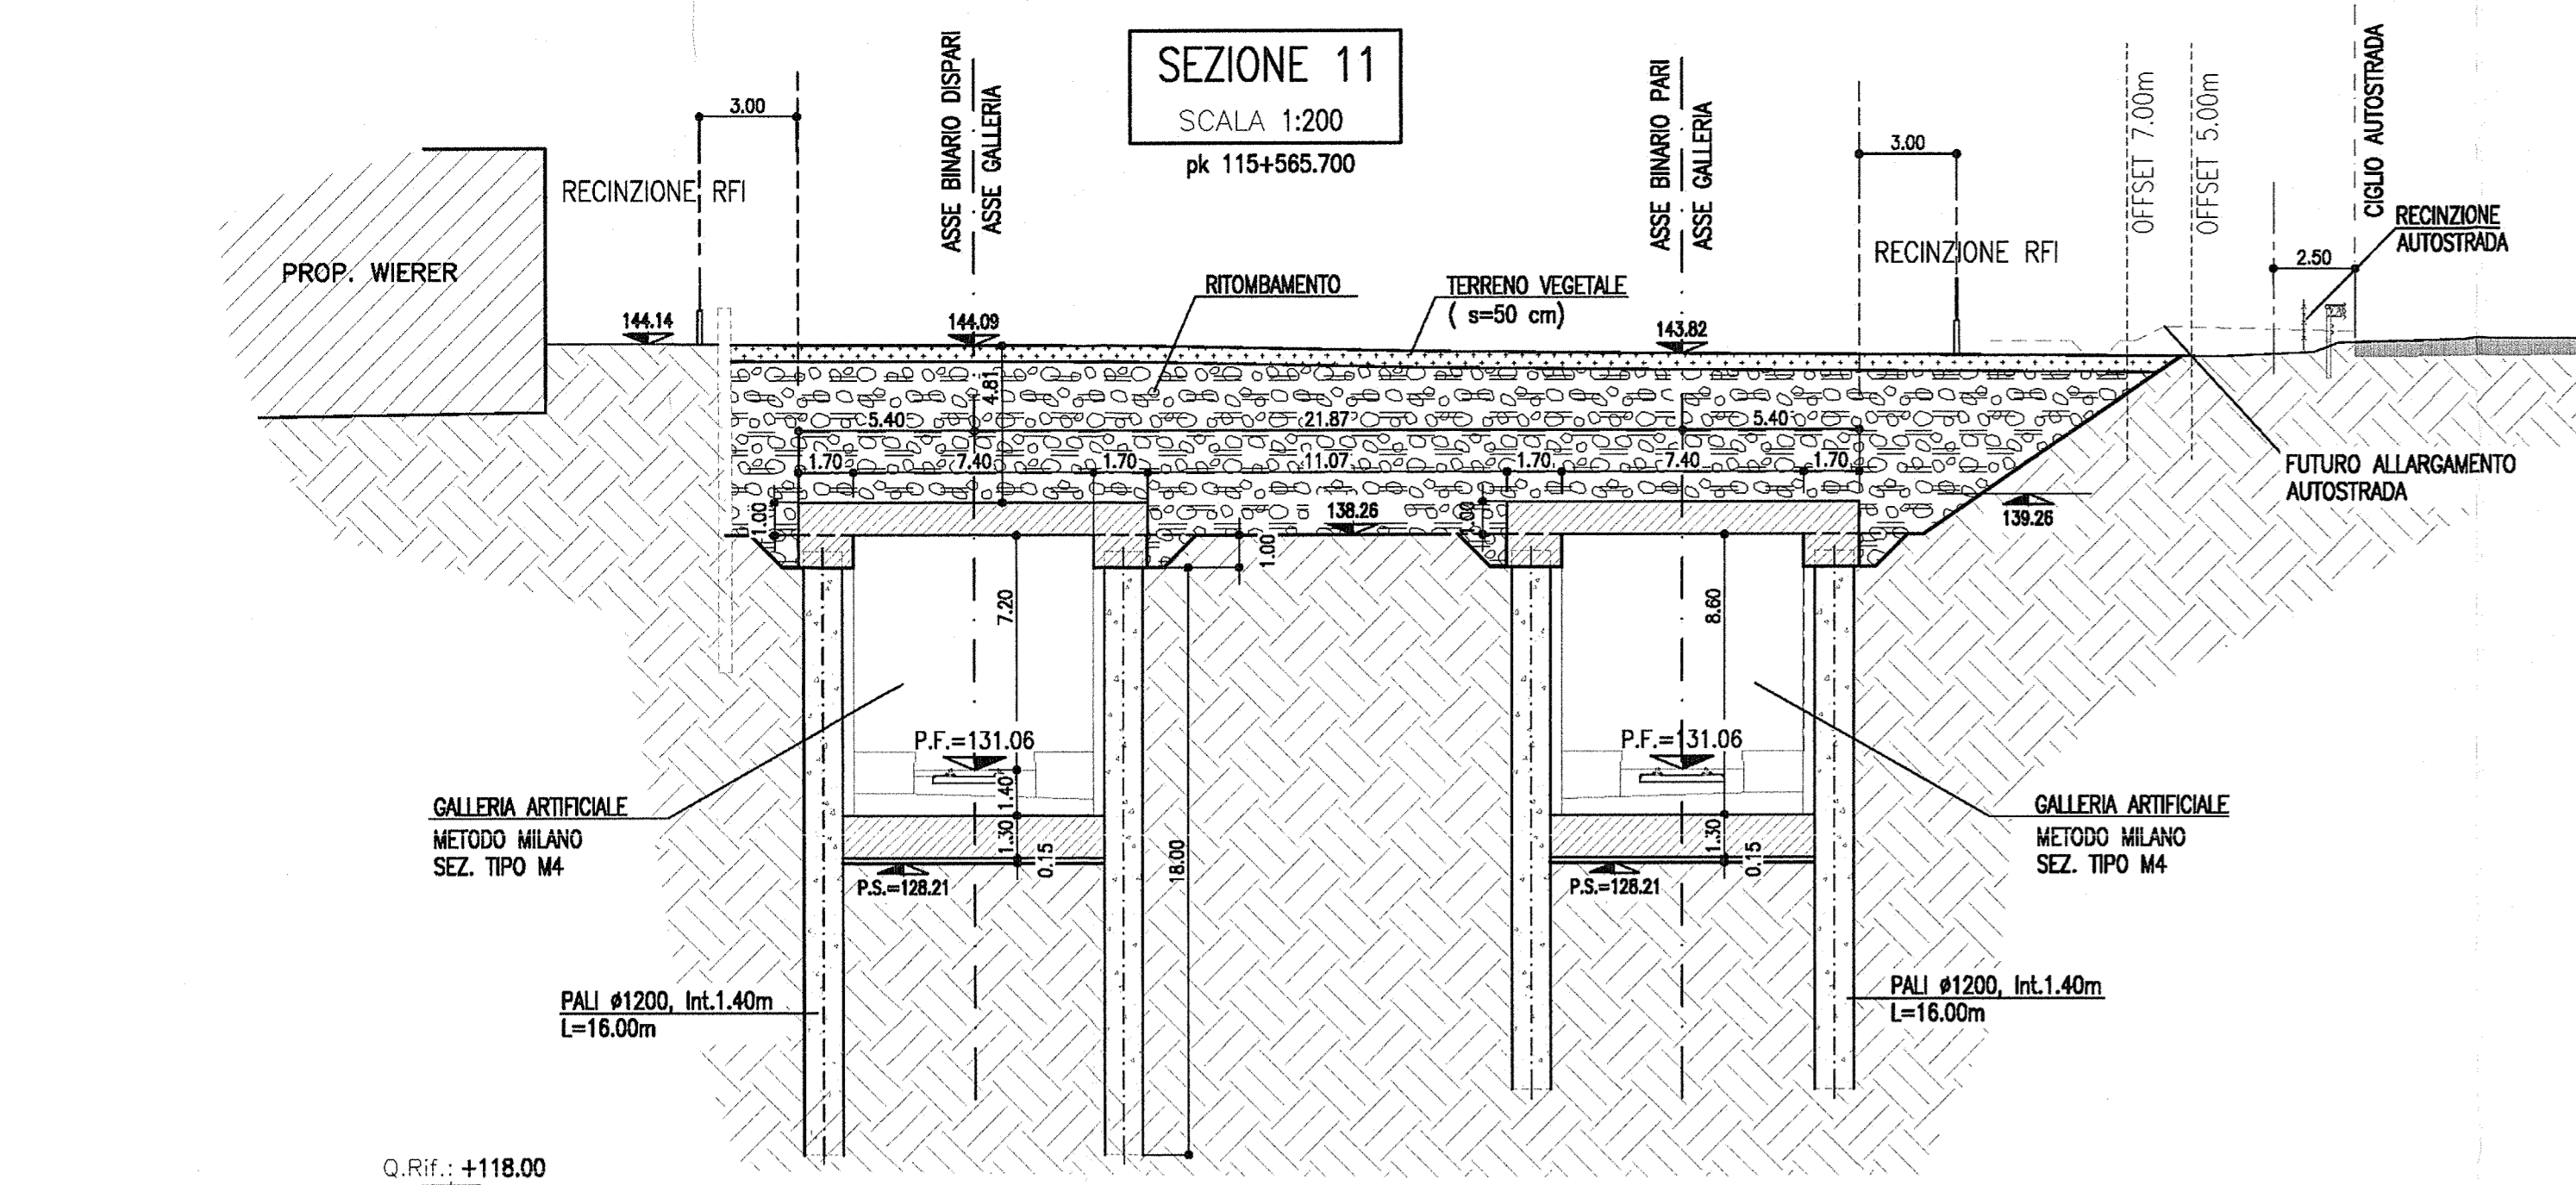 SEZIONE 11
SCALA 1:200
pk 115+565.700
ASSE BINARIO DISPARI
ASSE GALLERIA
ASSE BINARIO PARI
ASSE GALLERIA
OFFSET 7.00m
OFFSET 5.00m
CIGLIO AUTOSTRADA
3.00
3.00
RECINZIONE RFI
RECINZIONE RFI
RECINZIONE
AUTOSTRADA
2.50
PROP. WIERER
RITOMBAMENTO
TERRENO VEGETALE
( s=50 cm)
144.14
144.09
143.82
4.81
5.40
21.87
5.40
1.70
7.40
1.70
11.07
1.70
7.40
1.70
FUTURO ALLARGAMENTO
AUTOSTRADA
1.00
138.26
1.00
139.26
1.00
7.20
8.60
P.F.=131.06
P.F.=131.06
1.40
GALLERIA ARTIFICIALE
METODO MILANO
SEZ. TIPO M4
GALLERIA ARTIFICIALE
METODO MILANO
SEZ. TIPO M4
1.30
0.15
18.00
1.30
0.15
P.S.=128.21
P.S.=128.21
PALI ø1200, Int.1.40m
L=16.00m
PALI ø1200, Int.1.40m
L=16.00m
Q.Rif.: +118.00